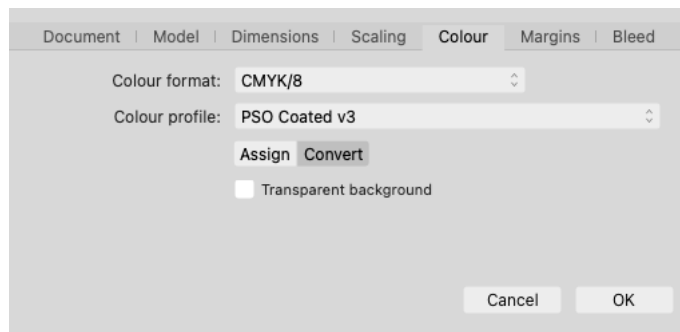 Document Model Dimensions Scaling Colour Margins Bleed
Colour format: CMYK/8
Colour profile: PSO Coated v3
Assign Convert
Transparent background
Cancel OK